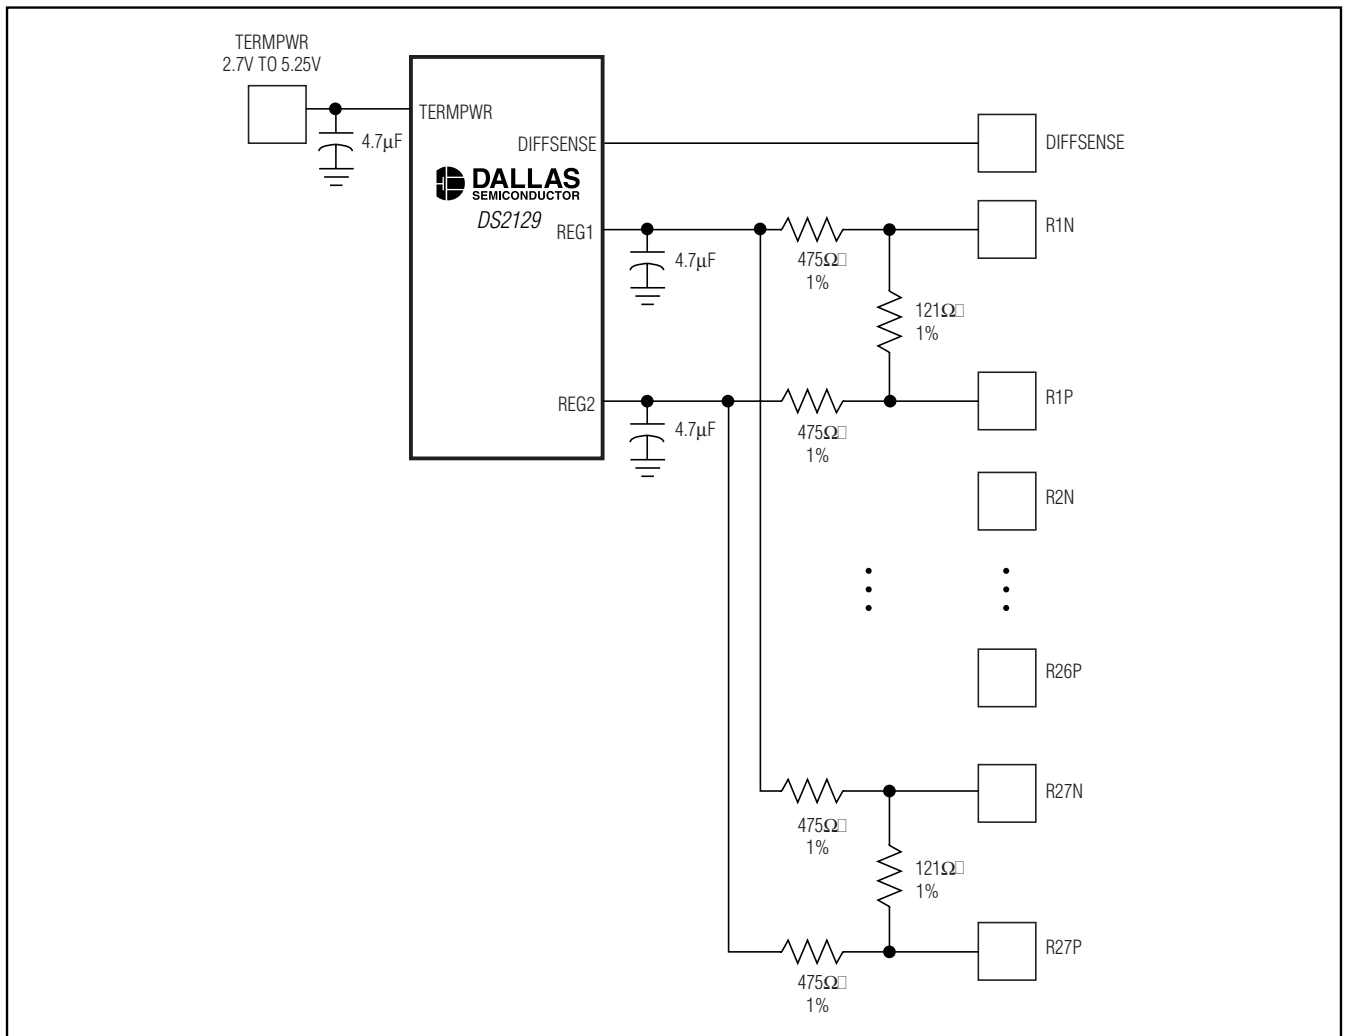 TERMPWR
2.7V TO 5.25V
4.7μF
TERMPWR
DIFFSENSE
DALLAS
SEMICONDUCTOR
DS2129
REG1
REG2
DIFFSENSE
4.7μF
475Ω
1%
R1N
121Ω
1%
4.7μF
475Ω
1%
R1P
R2N
R26P
475Ω
1%
R27N
121Ω
1%
475Ω
1%
R27P